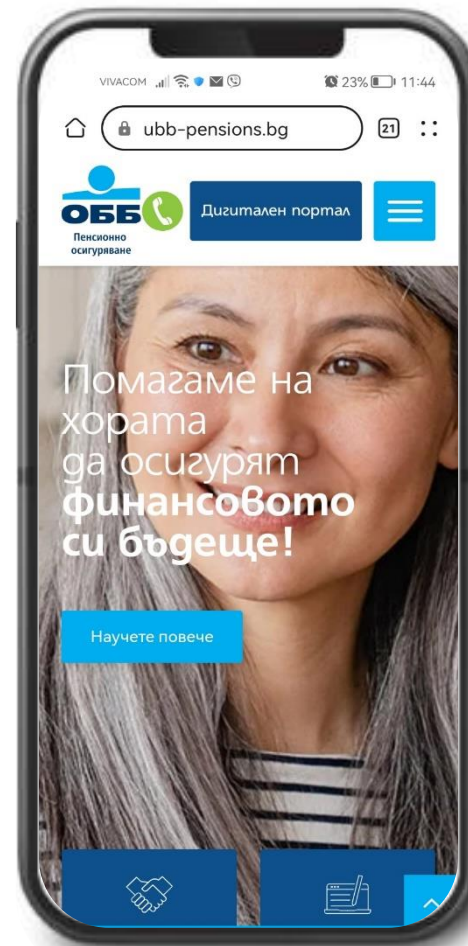 VIVACOM 23% 11:44
ubb-pensions.bg 21
ОББ
Пенсионно
осигуряване
Дигитален портал
Помагаме на
хората
да осигурят
финансовото
си бъдеще!
Научете повече